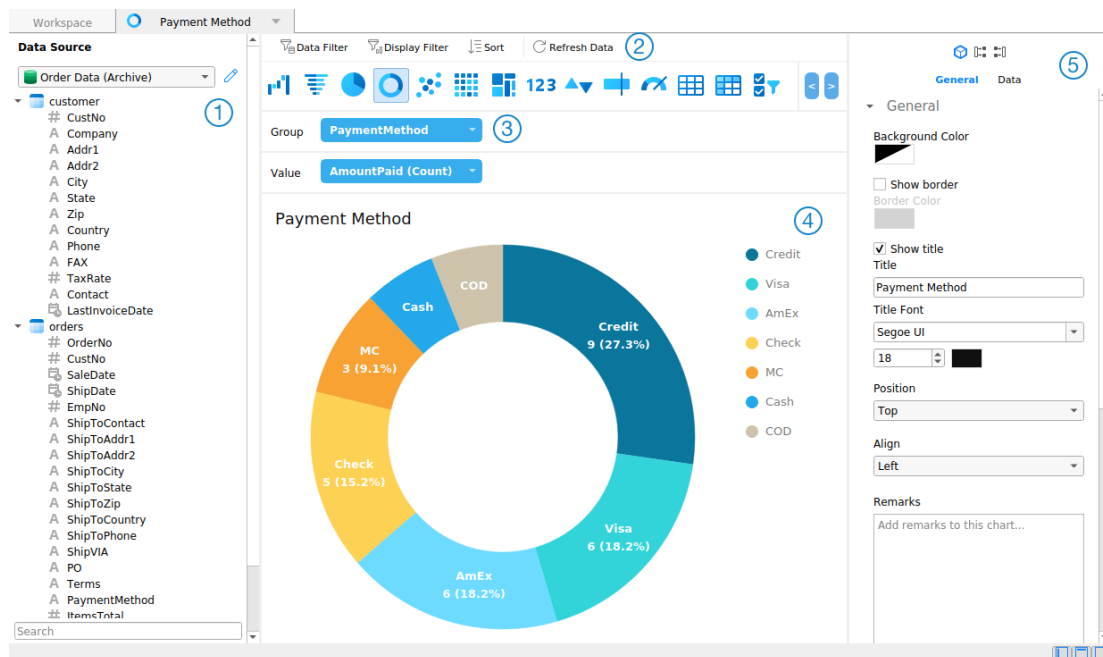 Workspace
Payment Method
Data Source
Order Data (Archive)
1
customer
# CustNo
A Company
A Addr1
A Addr2
A City
A State
A Zip
A Country
A Phone
A FAX
# TaxRate
A Contact
LastInvoiceDate
orders
# OrderNo
# CustNo
SaleDate
ShipDate
# EmpNo
A ShipToContact
A ShipToAddr1
A ShipToAddr2
A ShipToCity
A ShipToState
A ShipToZip
A ShipToCountry
A ShipToPhone
A ShipVIA
A PO
A Terms
A PaymentMethod
# ItemsTotal
Search
Data Filter Display Filter Sort Refresh Data 2
123 < >
Group PaymentMethod 3
Value AmountPaid (Count)
Payment Method
4
Credit
9 (27.3%)
Visa
6 (18.2%)
AmEx
6 (18.2%)
Check
5 (15.2%)
MC
3 (9.1%)
Cash
COD
Credit
Visa
AmEx
Check
MC
Cash
COD
5
General Data
General
Background Color
Show border
Border Color
Show title
Title
Payment Method
Title Font
Segoe UI
18
Position
Top
Align
Left
Remarks
Add remarks to this chart...